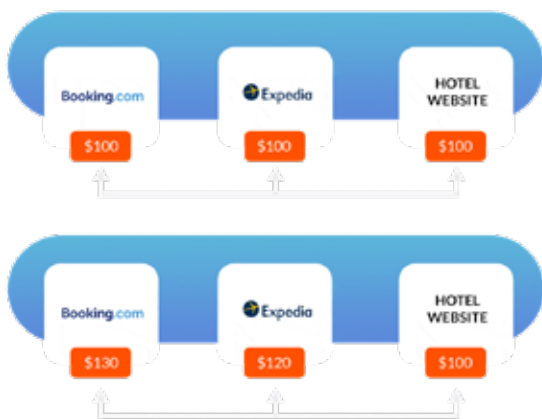 Booking.com
Expedia
HOTEL
WEBSITE
$100
$100
$100
Booking.com
Expedia
HOTEL
WEBSITE
$130
$120
$100